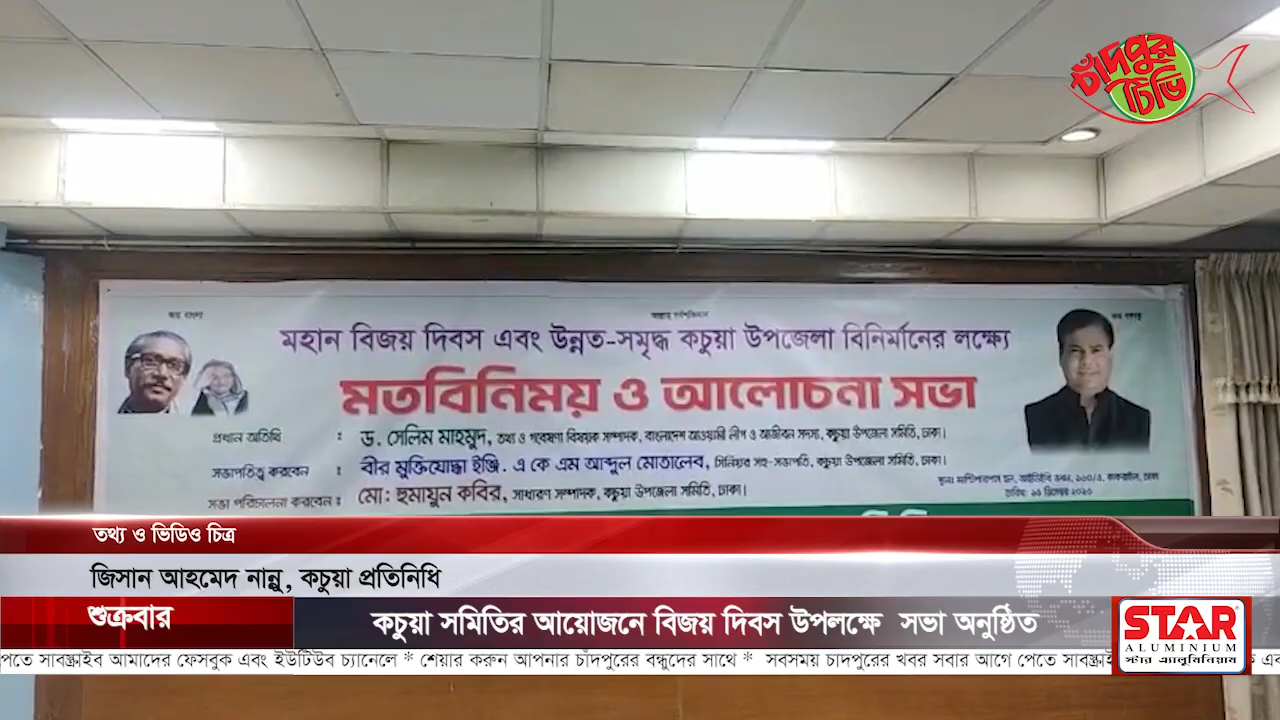 চাঁদপুর
টিভি
জয় বাংলা
জয় বঙ্গবন্ধু
মহান বিজয় দিবস এবং উন্নত-সমৃদ্ধ কচুয়া উপজেলা বিনির্মানের লক্ষ্যে
মতবিনিময় ও আলোচনা সভা
প্রধান অতিথি : ড. সেলিম মাহমুদ, তথ্য ও গবেষণা বিষয়ক সম্পাদক, বাংলাদেশ আওয়ামী লীগ ও আজীবন সদস্য, কচুয়া উপজেলা সমিতি, ঢাকা।
সভাপতিত্ব করবেন : বীর মুক্তিযোদ্ধা ইঞ্জি. এ কে এম আব্দুল মোতালেব, সিনিয়র সহ-সভাপতি, কচুয়া উপজেলা সমিতি, ঢাকা।
সভা পরিচালনা করবেন : মো: হুমায়ুন কবির, সাধারণ সম্পাদক, কচুয়া উপজেলা সমিতি, ঢাকা।
তথ্য ও ভিডিও চিত্র
জিসান আহমেদ নান্নু, কচুয়া প্রতিনিধি
শুক্রবার
কচুয়া সমিতির আয়োজনে বিজয় দিবস উপলক্ষে সভা অনুষ্ঠিত
STAR
ALUMINIUM
স্টার এ্যালুমিনিয়াম
পেতে সাবস্ক্রাইব আমাদের ফেসবুক এবং ইউটিউব চ্যানেলে * শেয়ার করুন আপনার চাঁদপুরের বন্ধুদের সাথে * সবসময় চাদপুরের খবর সবার আগে পেতে